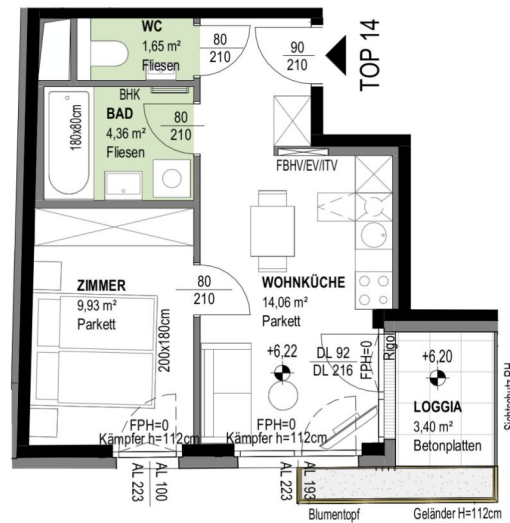 WC
1,65 m²
Fliesen
80
210
90
210
TOP 14
BHK
BAD
4,36 m²
Fliesen
180x80cm
80
210
FBHV/EV/ITV
ZIMMER
9,93 m²
Parkett
200x180cm
80
210
WOHNKÜCHE
14,06 m²
Parkett
+6,22
DL 92
DL 216
FPH=0
Rigol
+6,20
LOGGIA
3,40 m²
Betonplatten
FPH=0
Kämpfer h=112cm
FPH=0
Kämpfer h=112cm
AL 100
AL 223
AL 193
AL 223
Blumentopf
Geländer H=112cm